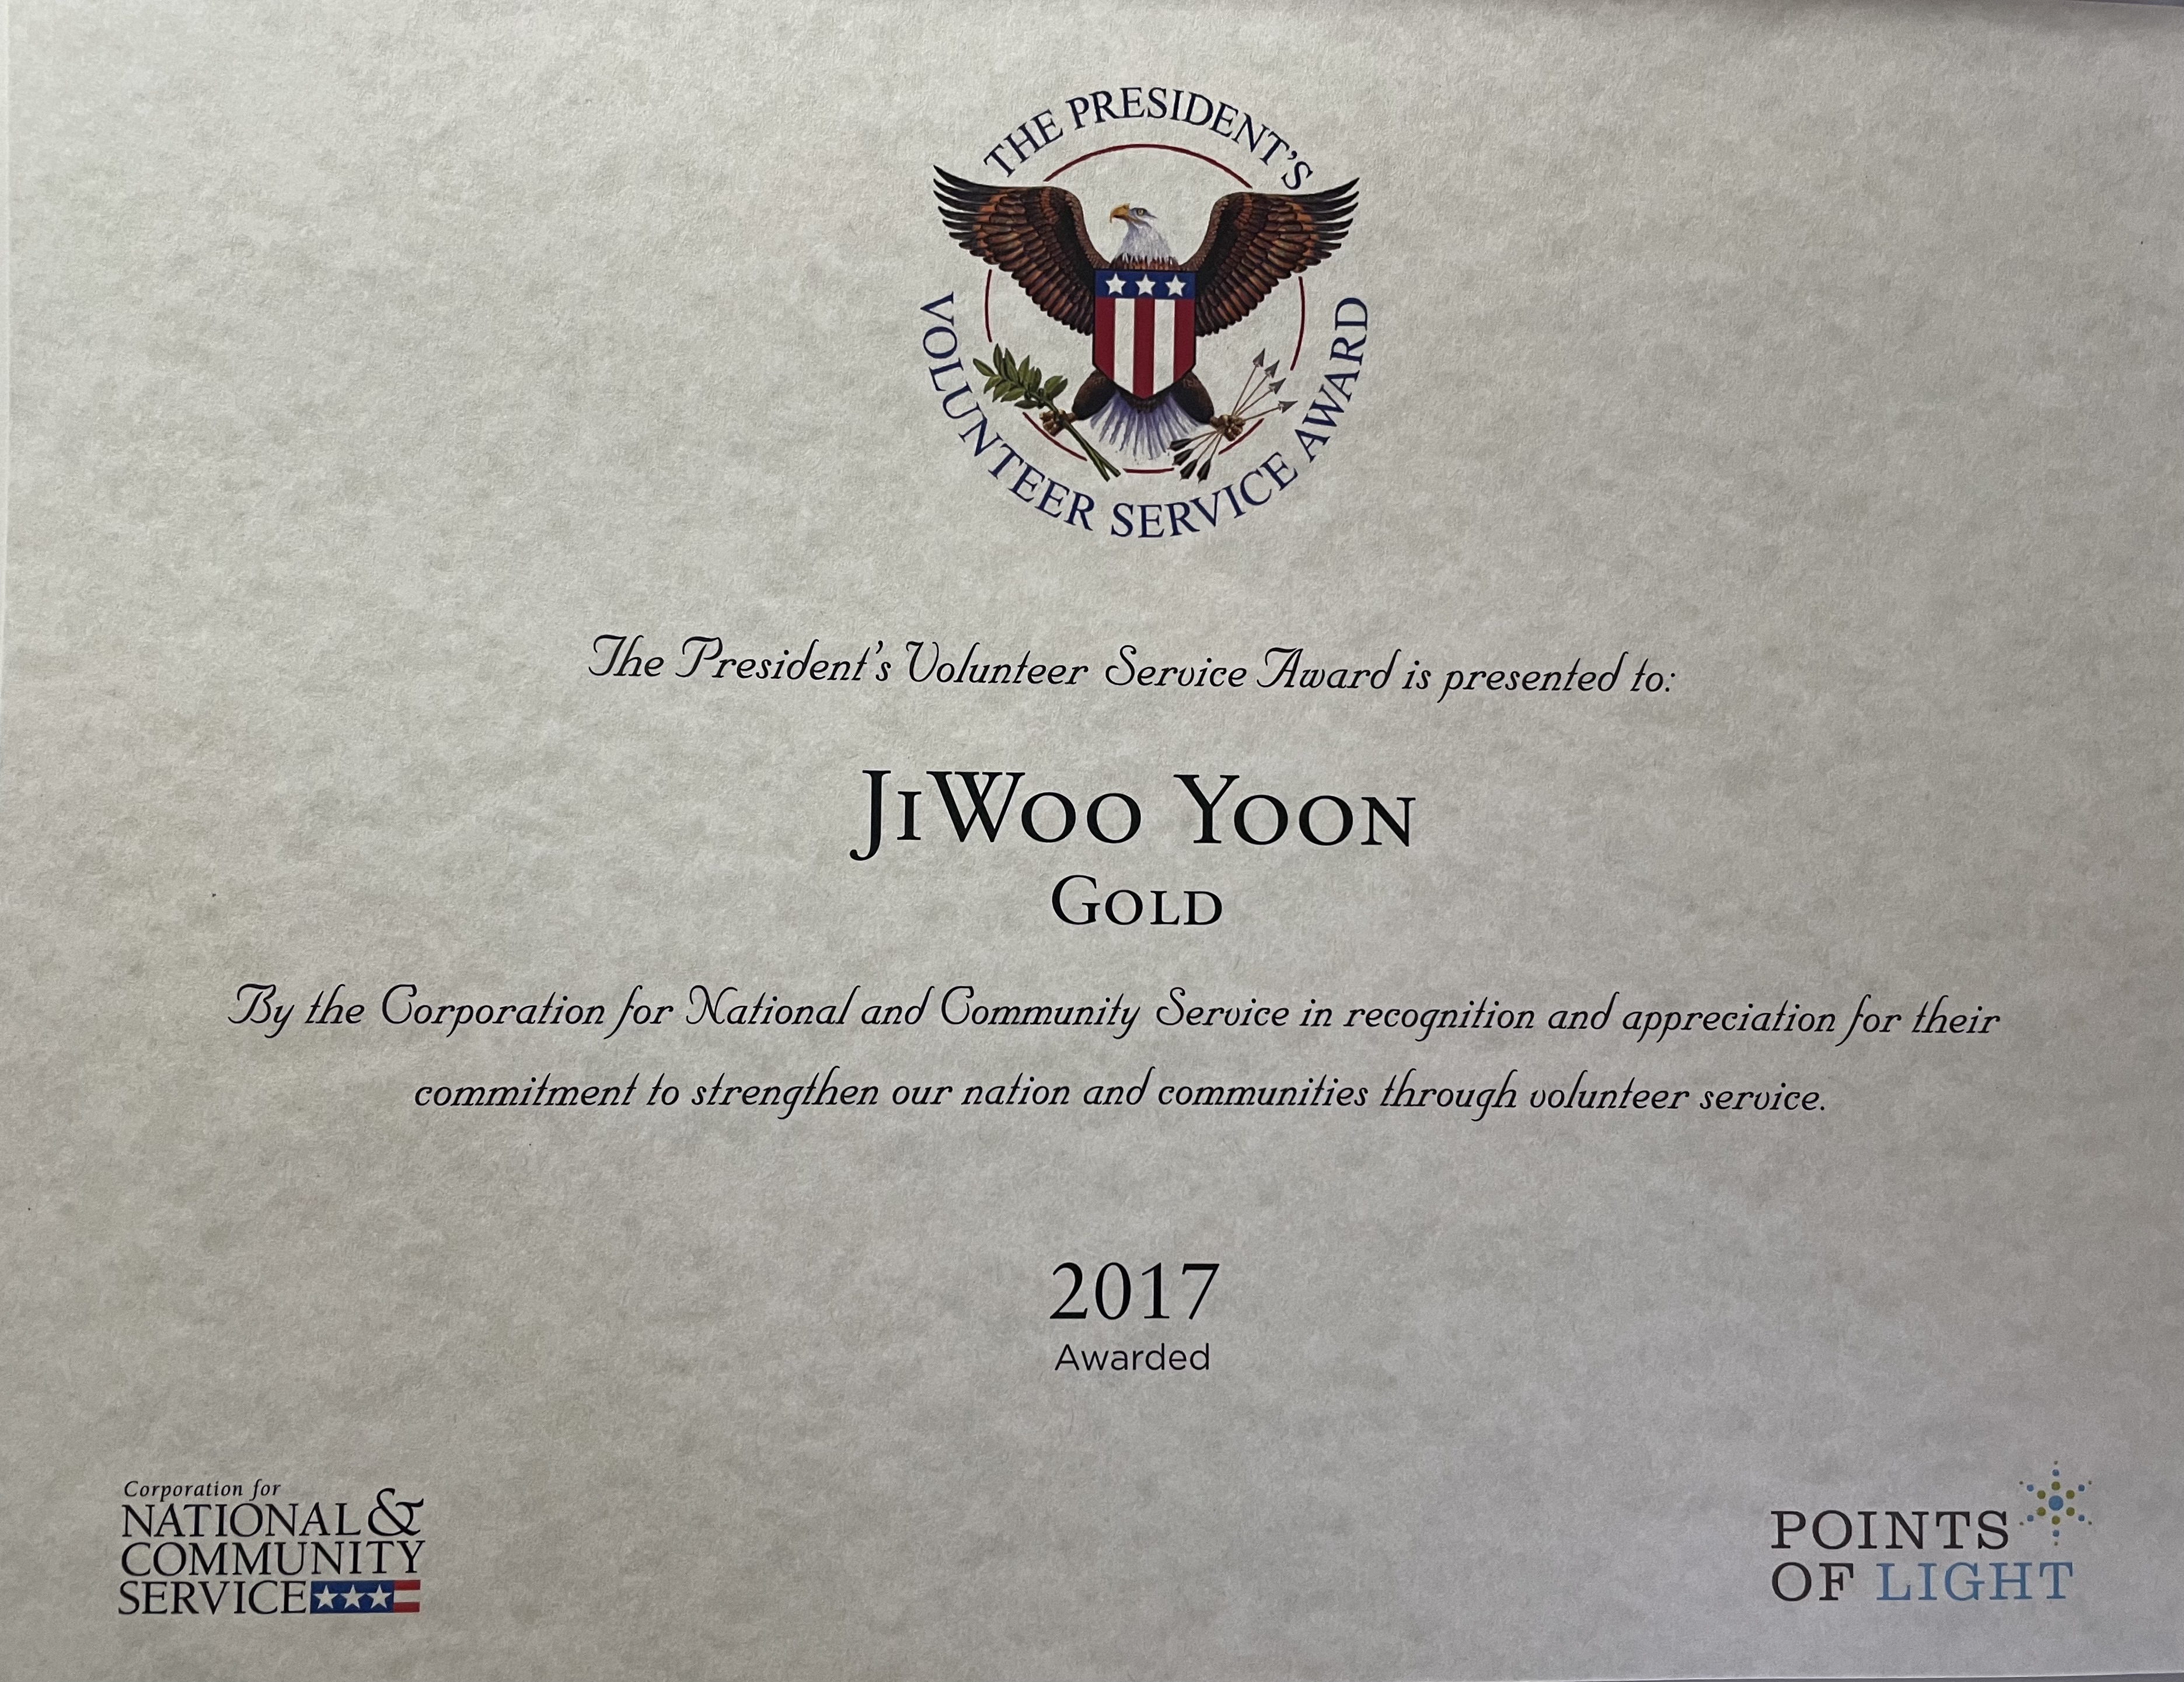 THE PRESIDENT'S
VOLUNTEER SERVICE AWARD
The President's Volunteer Service Award is presented to:
JiWoo Yoon
Gold
By the Corporation for National and Community Service in recognition and appreciation for their
commitment to strengthen our nation and communities through volunteer service.
2017
Awarded
Corporation for
NATIONAL &
COMMUNITY
SERVICE
POINTS
OF LIGHT